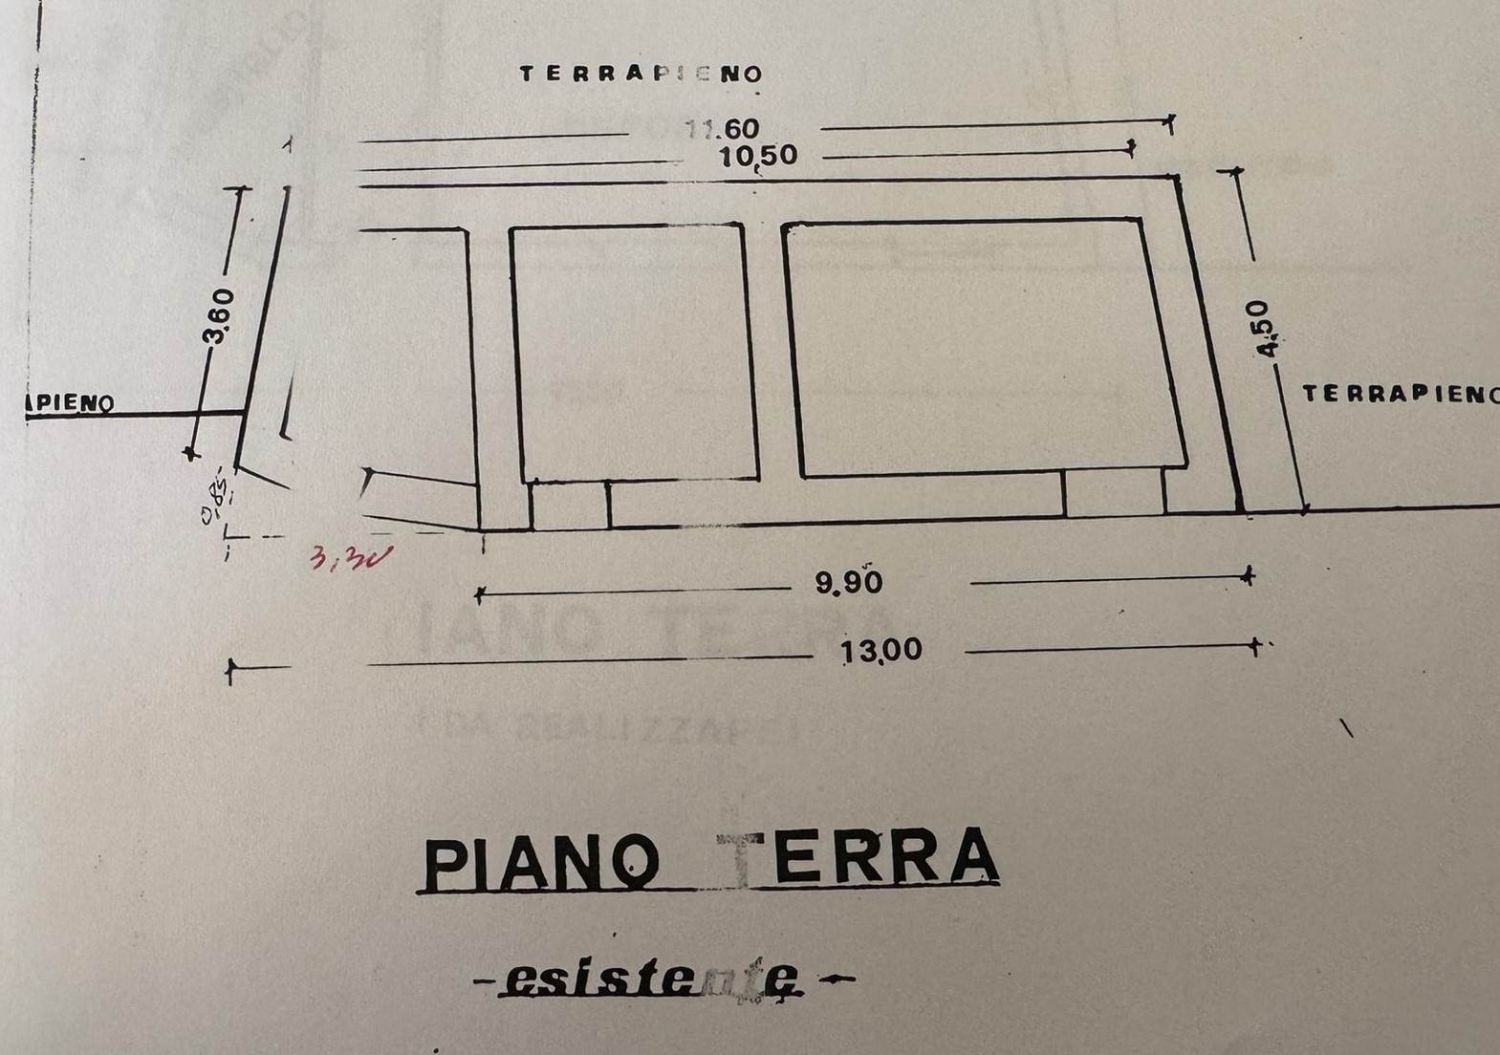 TERRAPIENO
11.60
10,50
3,60
4,50
PIENO
TERRAPIENO
0,85
3,30
9,90
13,00
PIANO TERRA
-esistente-